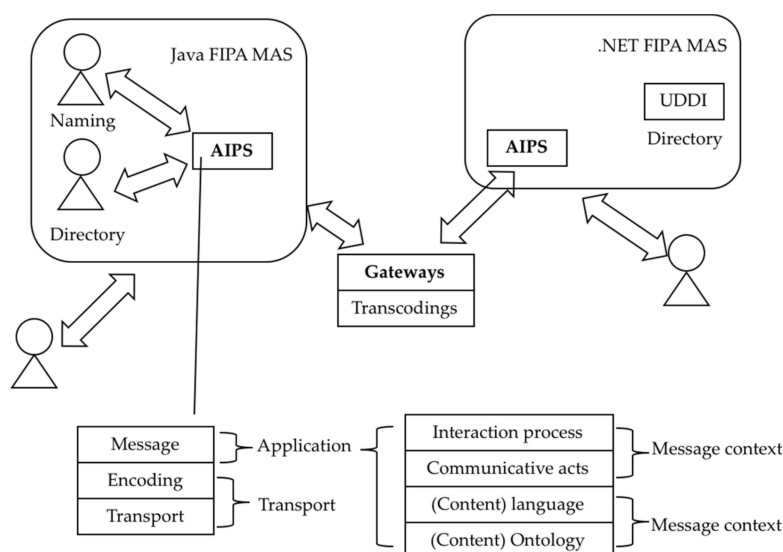 Java FIPA MAS
Naming
AIPS
Directory
.NET FIPA MAS
UDDI
Directory
AIPS
Gateways
Transcodings
Message
Encoding
Transport
Application
Transport
Interaction process
Communicative acts
(Content) language
(Content) Ontology
Message context
Message context